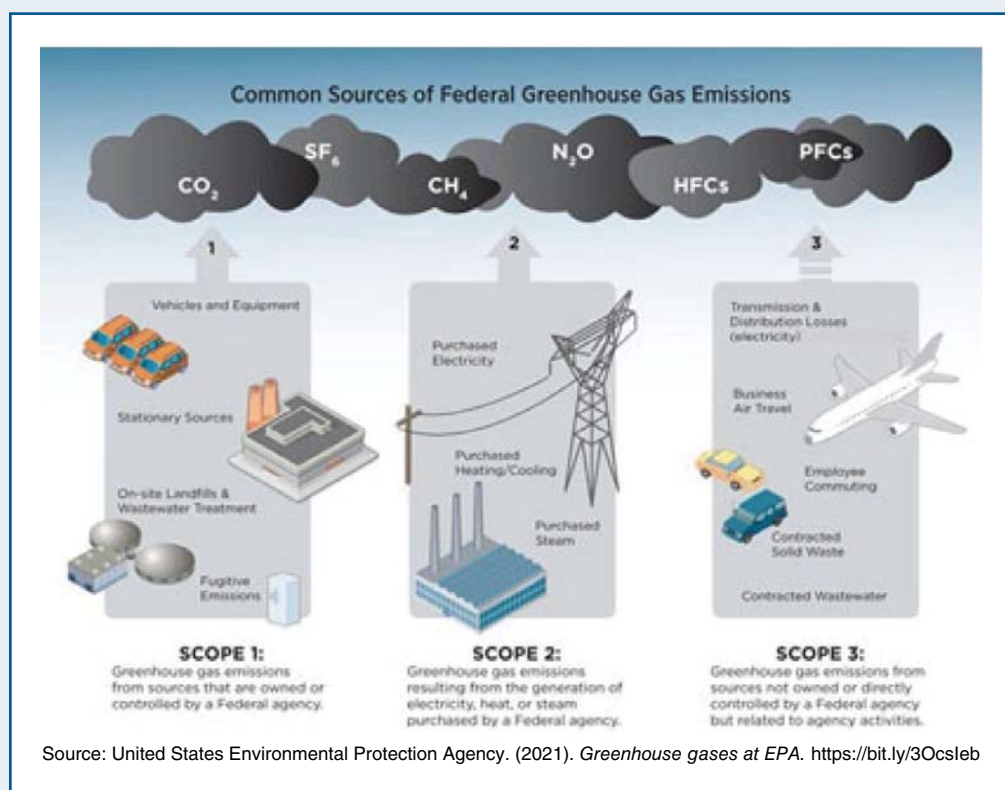 Common Sources of Federal Greenhouse Gas Emissions
CO₂
SF₆
CH₄
N₂O
HFCs
PFCs
1
2
3
Vehicles and Equipment
Stationary Sources
On-site Landfills &
Wastewater Treatment
Fugitive
Emissions
Purchased
Electricity
Purchased
Heating/Cooling
Purchased
Steam
Transmission &
Distribution Losses
(electricity)
Business
Air Travel
Employee
Commuting
Contracted
Solid Waste
Contracted Wastewater
SCOPE 1:
Greenhouse gas emissions
from sources that are owned or
controlled by a Federal agency.
SCOPE 2:
Greenhouse gas emissions
resulting from the generation of
electricity, heat, or steam
purchased by a Federal agency.
SCOPE 3:
Greenhouse gas emissions from
sources not owned or directly
controlled by a Federal agency
but related to agency activities.
Source: United States Environmental Protection Agency. (2021). Greenhouse gases at EPA. https://bit.ly/3OcsIeb